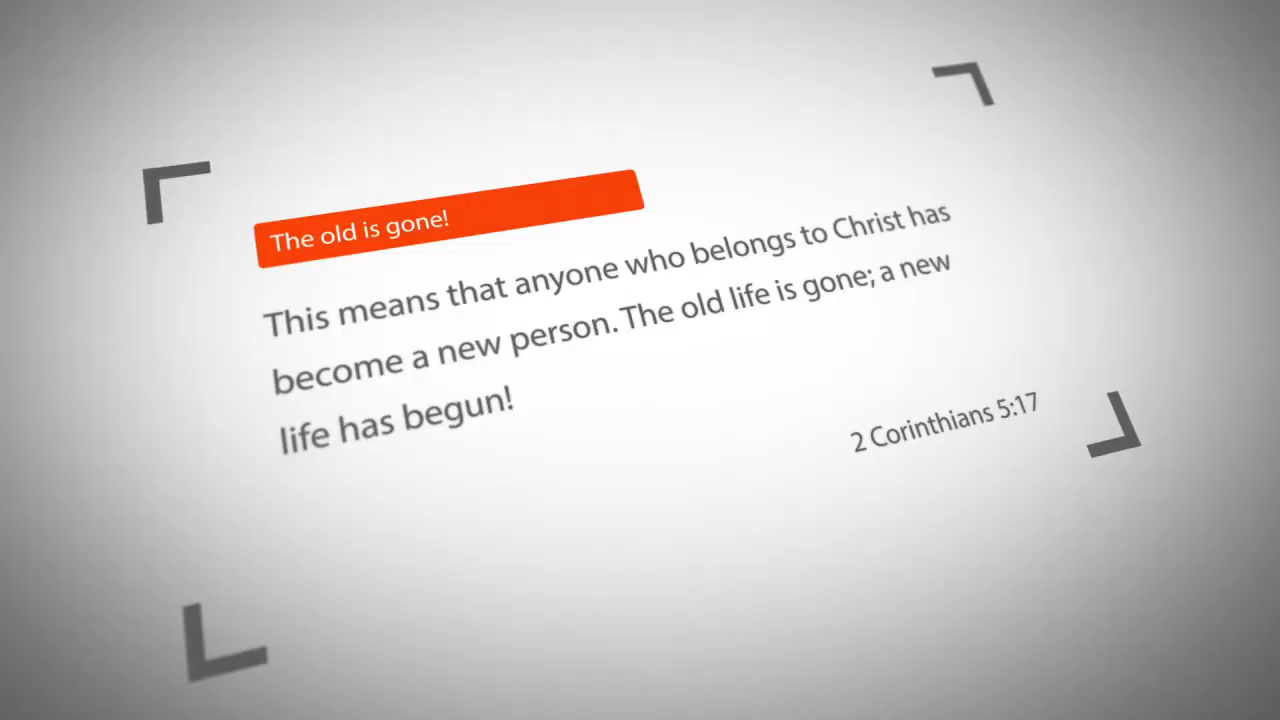 The old is gone!
This means that anyone who belongs to Christ has
become a new person. The old life is gone; a new
life has begun!
2 Corinthians 5:17